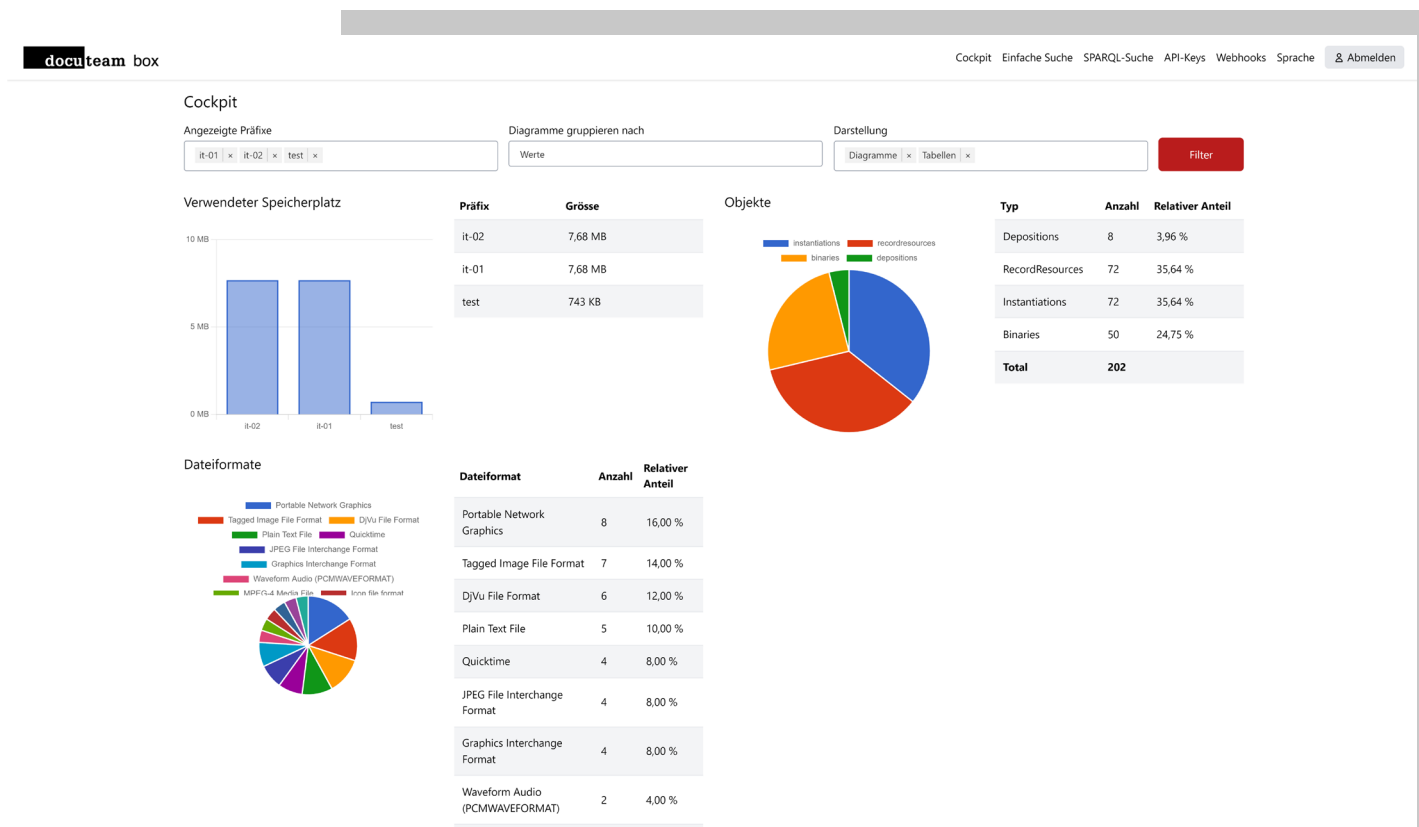 docuteam box
Cockpit Einfache Suche SPARQL-Suche API-Keys Webhooks Sprache Abmelden
Cockpit
Angezeigte Präfixe
it-01 × it-02 × test ×
Diagramme gruppieren nach
Werte
Darstellung
Diagramme × Tabellen ×
Filter
Verwendeter Speicherplatz
10 MB
5 MB
0 MB
it-02 it-01 test
Präfix Grösse
it-02 7,68 MB
it-01 7,68 MB
test 743 KB
Objekte
instantiations recordresources
binaries depositions
Typ Anzahl Relativer Anteil
Depositions 8 3,96 %
RecordResources 72 35,64 %
Instantiations 72 35,64 %
Binaries 50 24,75 %
Total 202
Dateiformate
Portable Network Graphics
Tagged Image File Format DjVu File Format
Plain Text File Quicktime
JPEG File Interchange Format
Graphics Interchange Format
Waveform Audio (PCMWAVEFORMAT)
MPEG-4 Media File Icon file format
Dateiformat Anzahl Relativer
Anteil
Portable Network
Graphics 8 16,00 %
Tagged Image File Format 7 14,00 %
DjVu File Format 6 12,00 %
Plain Text File 5 10,00 %
Quicktime 4 8,00 %
JPEG File Interchange
Format 4 8,00 %
Graphics Interchange
Format 4 8,00 %
Waveform Audio
(PCMWAVEFORMAT) 2 4,00 %